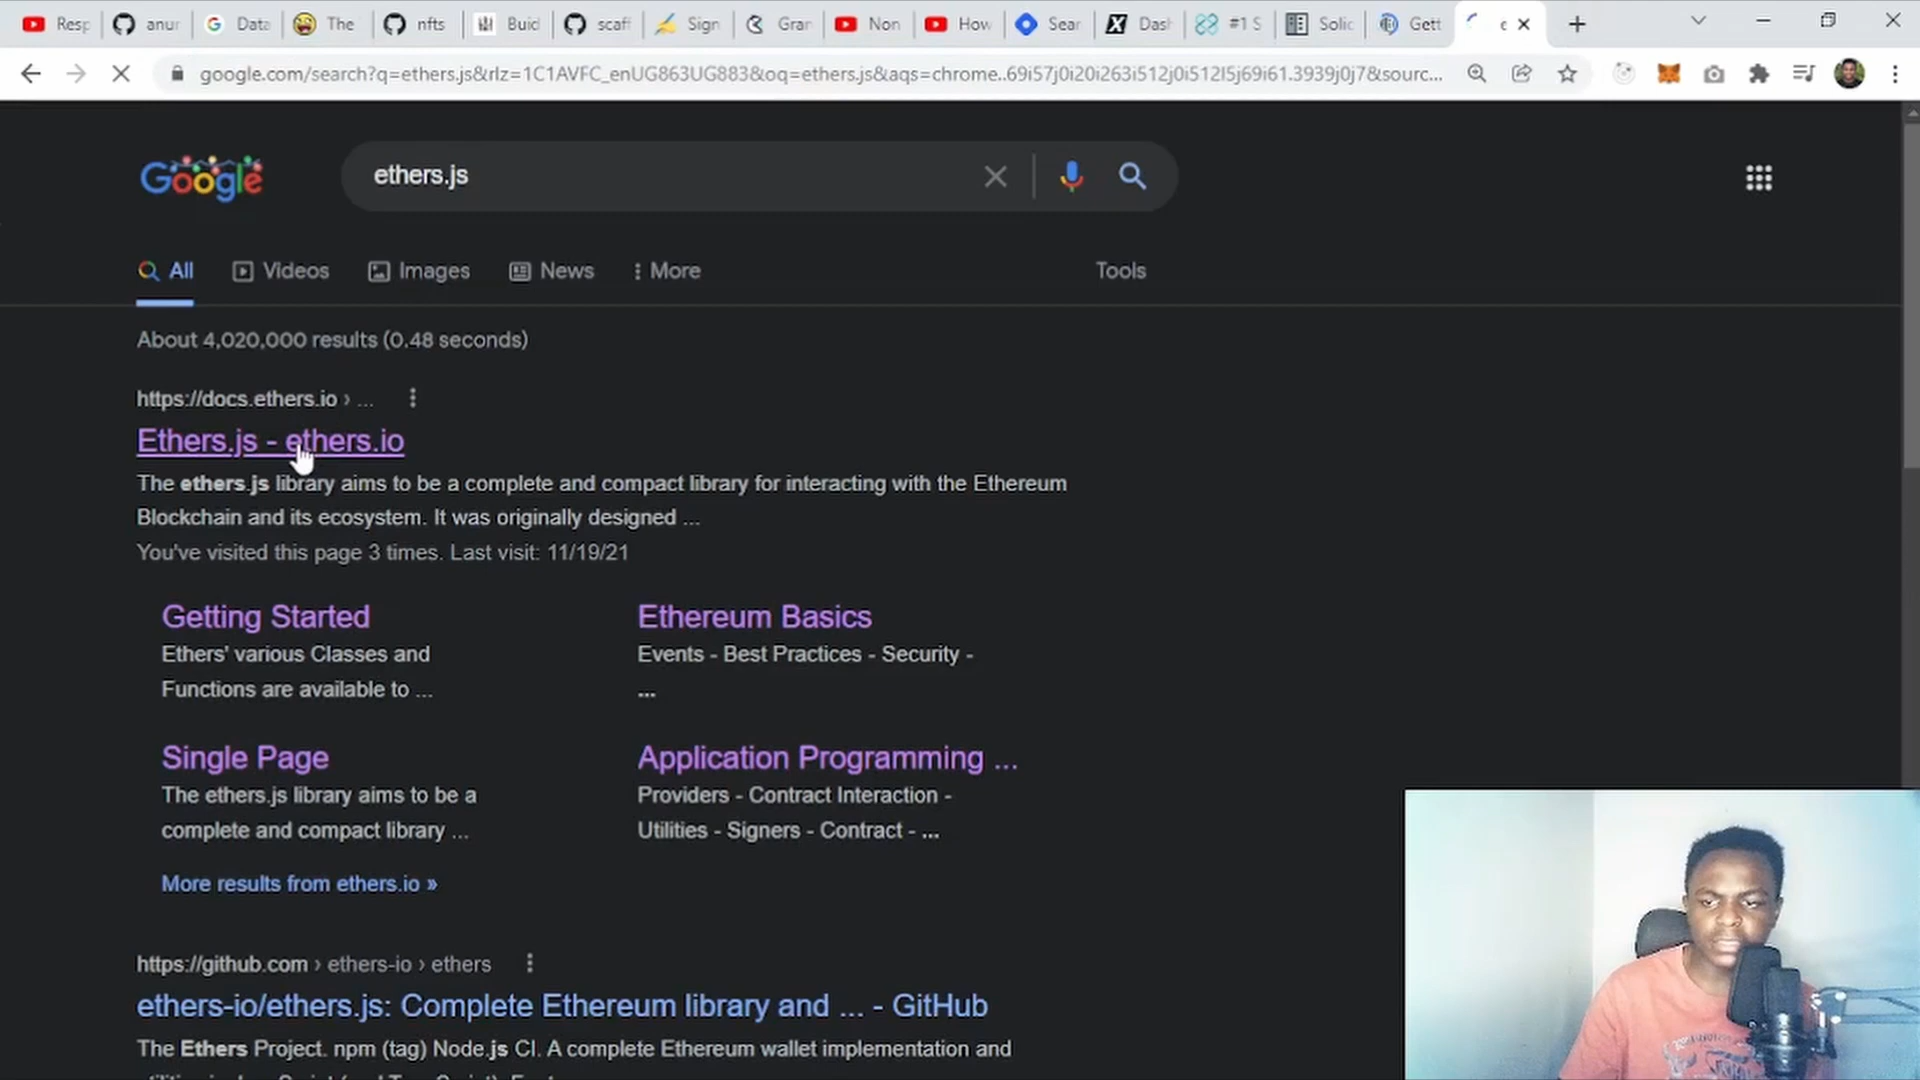 Resp
anur
Data
The
nfts
Buid
scaff
Sign
Gran
Non
How
Sear
Dash
#1 S
Solic
Gett
e
google.com/search?q=ethers.js&rlz=1C1AVFC_enUG863UG883&oq=ethers.js&aqs=chrome..69i57j0i20i263i512j0i512l5j69i61.3939j0j7&sourc...
Google
ethers.js
All
Videos
Images
News
More
Tools
About 4,020,000 results (0.48 seconds)
https://docs.ethers.io › ...
Ethers.js - ethers.io
The ethers.js library aims to be a complete and compact library for interacting with the Ethereum
Blockchain and its ecosystem. It was originally designed ...
You've visited this page 3 times. Last visit: 11/19/21
Getting Started
Ethers' various Classes and
Functions are available to ...
Ethereum Basics
Events - Best Practices - Security -
...
Single Page
The ethers.js library aims to be a
complete and compact library ...
Application Programming ...
Providers - Contract Interaction -
Utilities - Signers - Contract - ...
More results from ethers.io »
https://github.com › ethers-io › ethers
ethers-io/ethers.js: Complete Ethereum library and ... - GitHub
The Ethers Project. npm (tag) Node.js CI. A complete Ethereum wallet implementation and